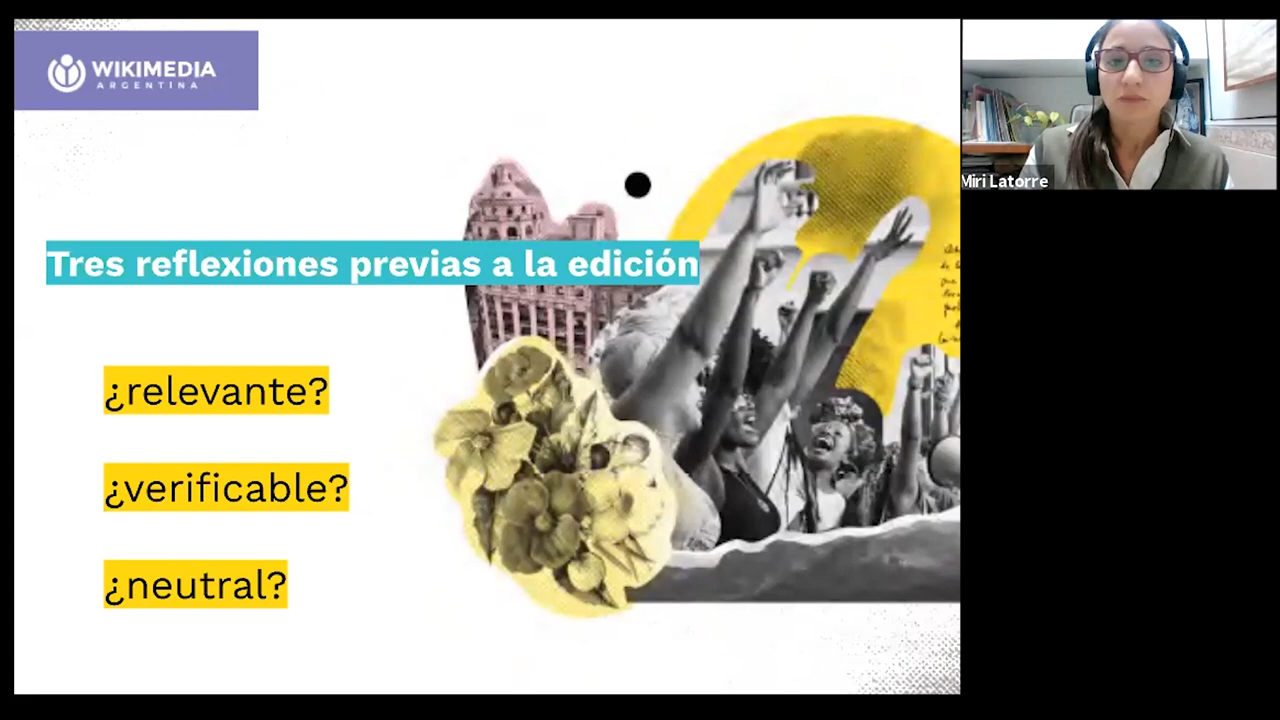 WIKIMEDIA
ARGENTINA
Miri Latorre
Tres reflexiones previas a la edición
¿relevante?
¿verificable?
¿neutral?